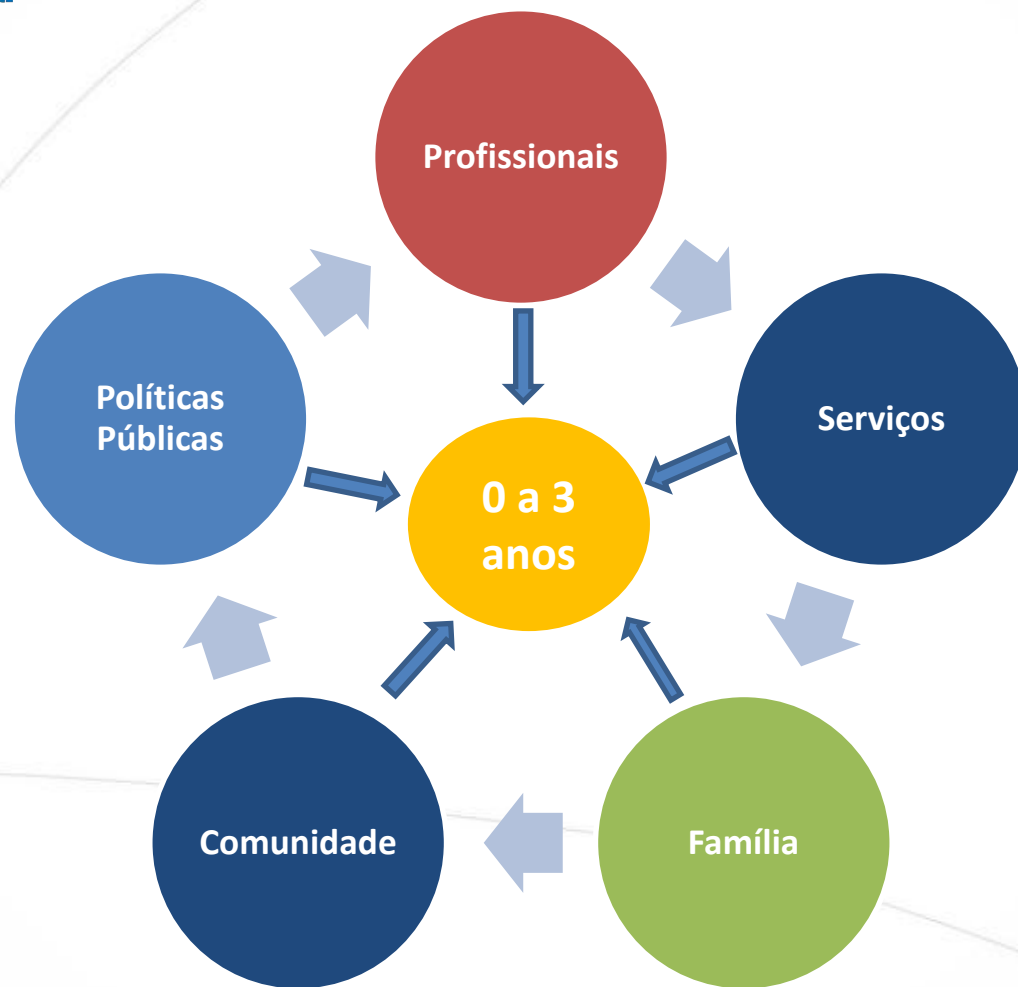 Profissionais
Políticas
Públicas
Serviços
0 a 3
anos
Comunidade
Família